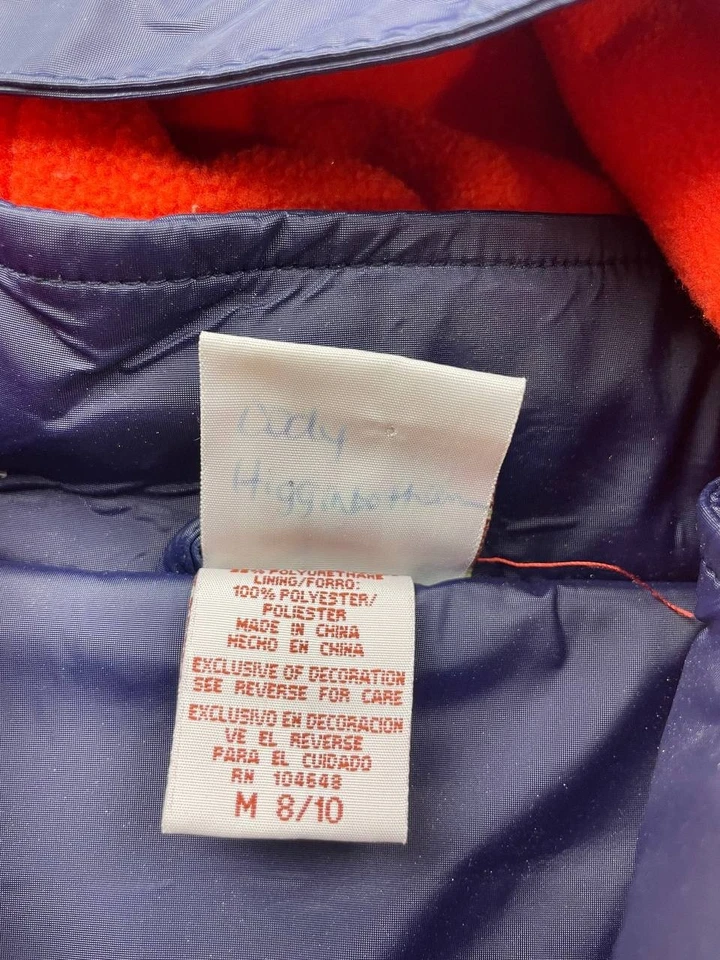 Higginbotham
LINING/FORRO:
100% POLYESTER/
POLIESTER
MADE IN CHINA
HECHO EN CHINA
EXCLUSIVE OF DECORATION
SEE REVERSE FOR CARE
EXCLUSIVO EN DECORACION
VE EL REVERSE
PARA EL CUIDADO
RN 104648
M 8/10